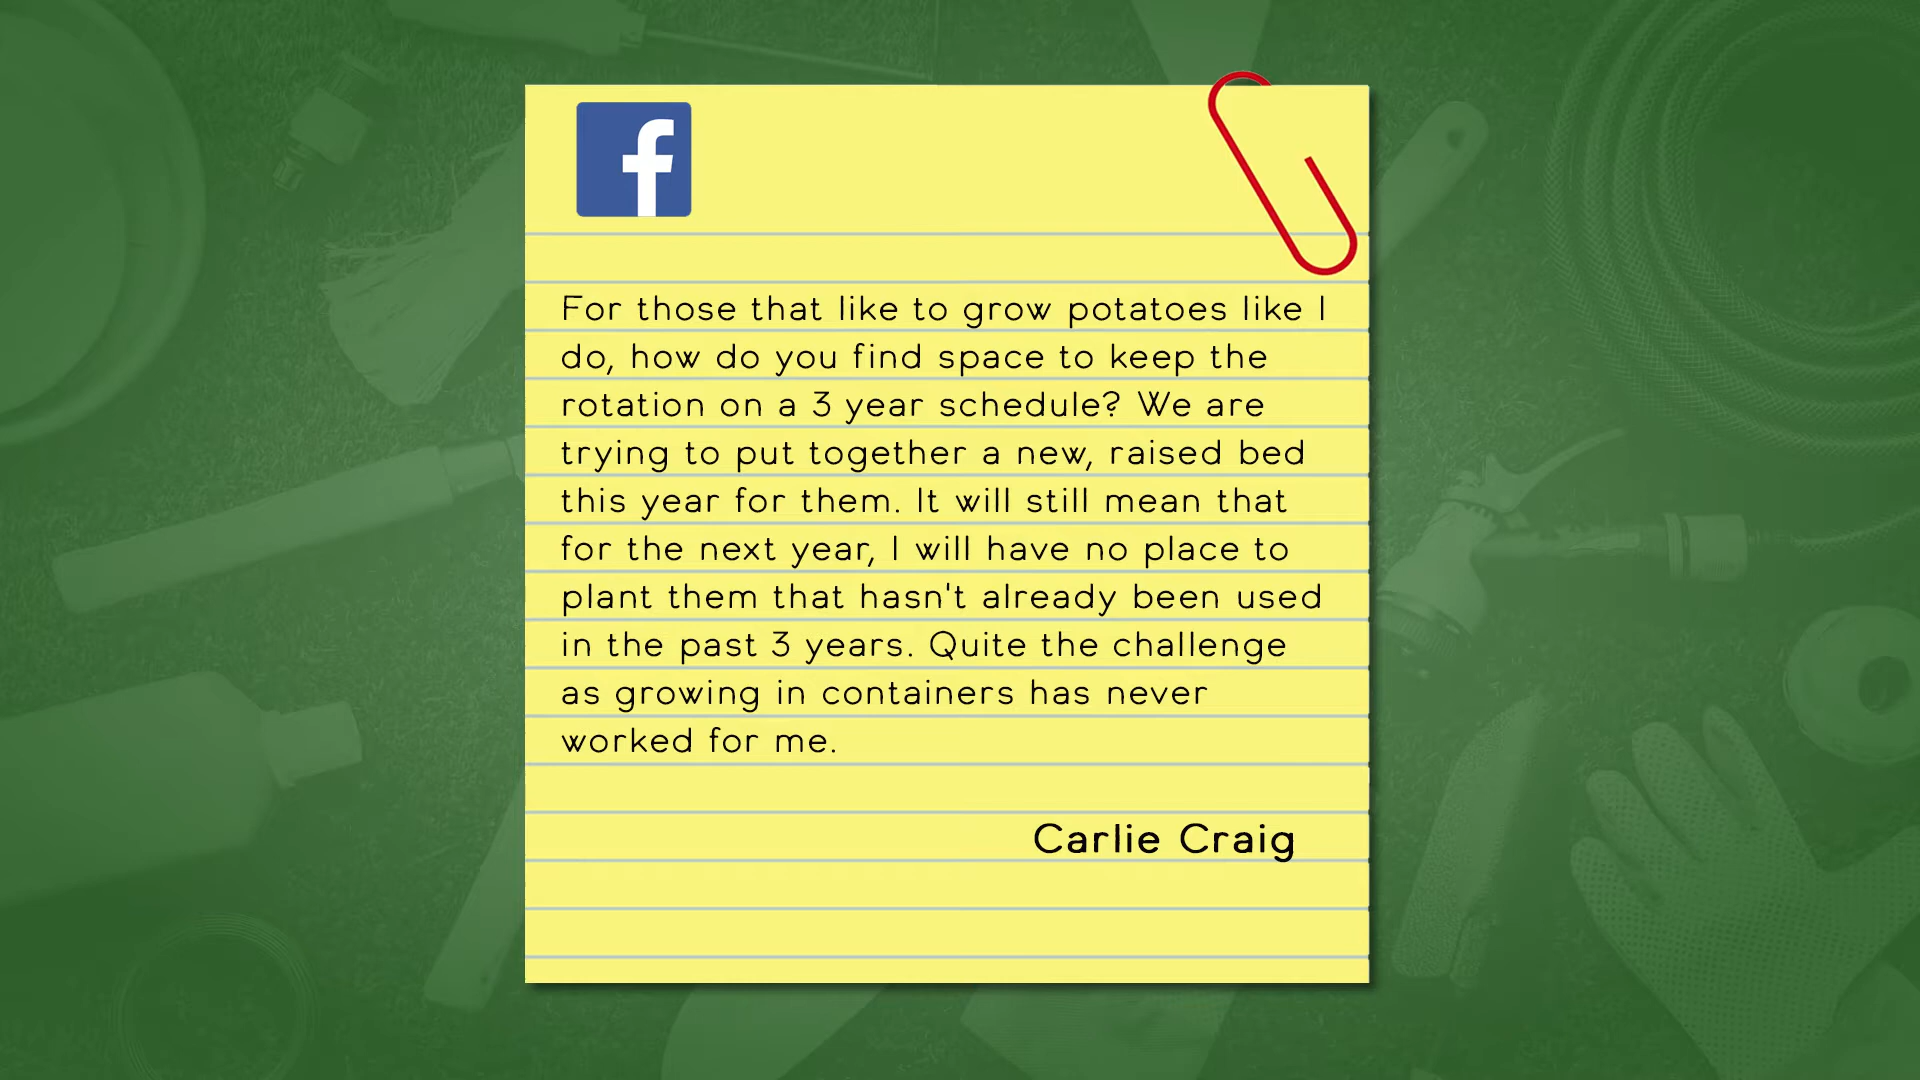 f
For those that like to grow potatoes like I
do, how do you find space to keep the
rotation on a 3 year schedule? We are
trying to put together a new, raised bed
this year for them. It will still mean that
for the next year, I will have no place to
plant them that hasn't already been used
in the past 3 years. Quite the challenge
as growing in containers has never
worked for me.
Carlie Craig